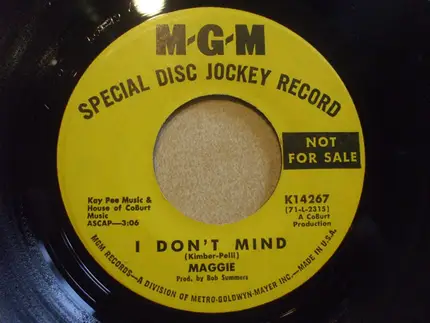 M-G-M
SPECIAL DISC JOCKEY RECORD
NOT
FOR SALE
Kay Pee Music &
House of CoBurt
Music
ASCAP—3:06
K14267
(71-L-2315)
A CoBurt
Production
I DON'T MIND
(Kimber-Pelli)
MAGGIE
Prod. by Bob Summers
MGM RECORDS—A DIVISION OF METRO-GOLDWYN-MAYER INC.—MADE IN U.S.A.